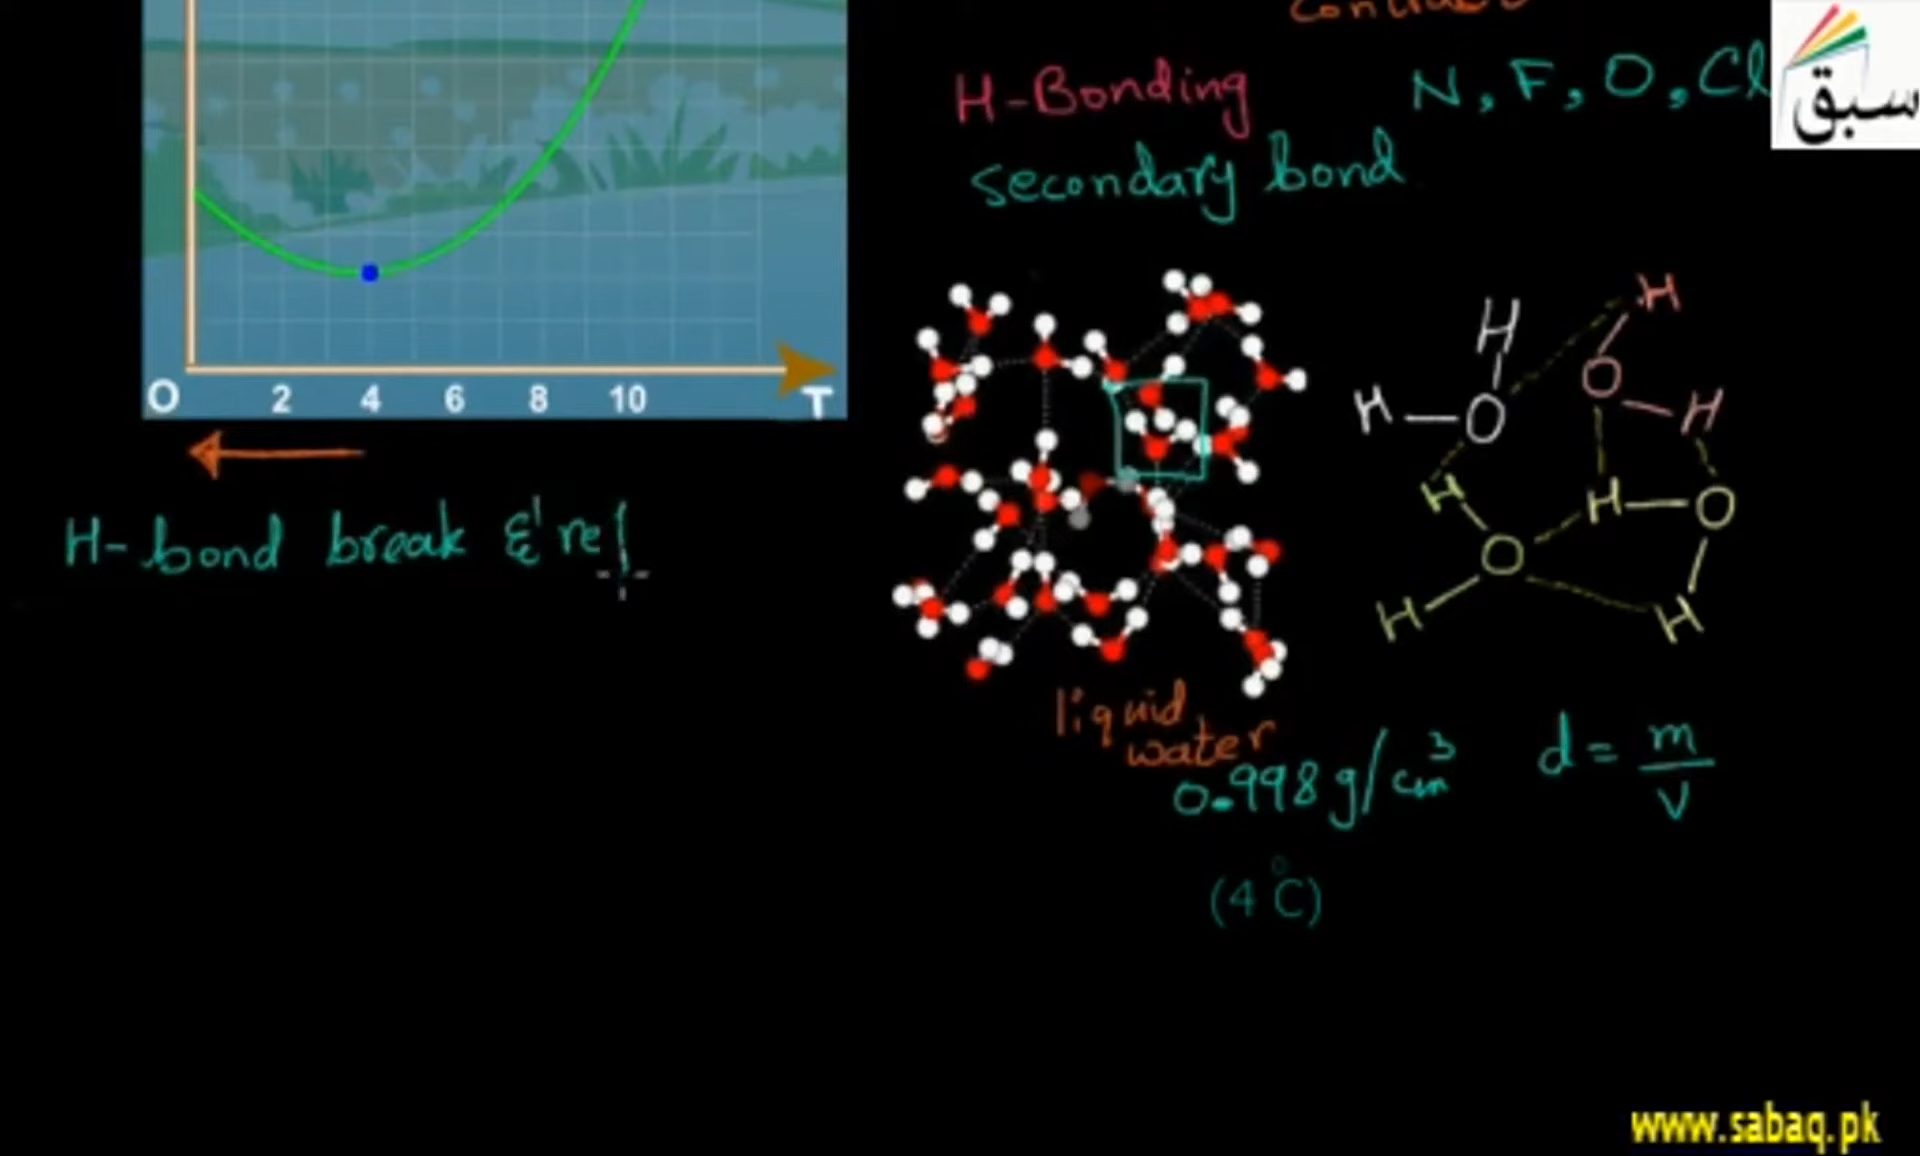 H-Bonding
N, F, O, Cl
سبق
secondary bond
O 2 4 6 8 10 T
H-bond break & ref
H
H
H O
O
H
H
H O
O
H
H
liquid
water
0.998 g/cm³
d = m/v
(4°C)
www.sabaq.pk